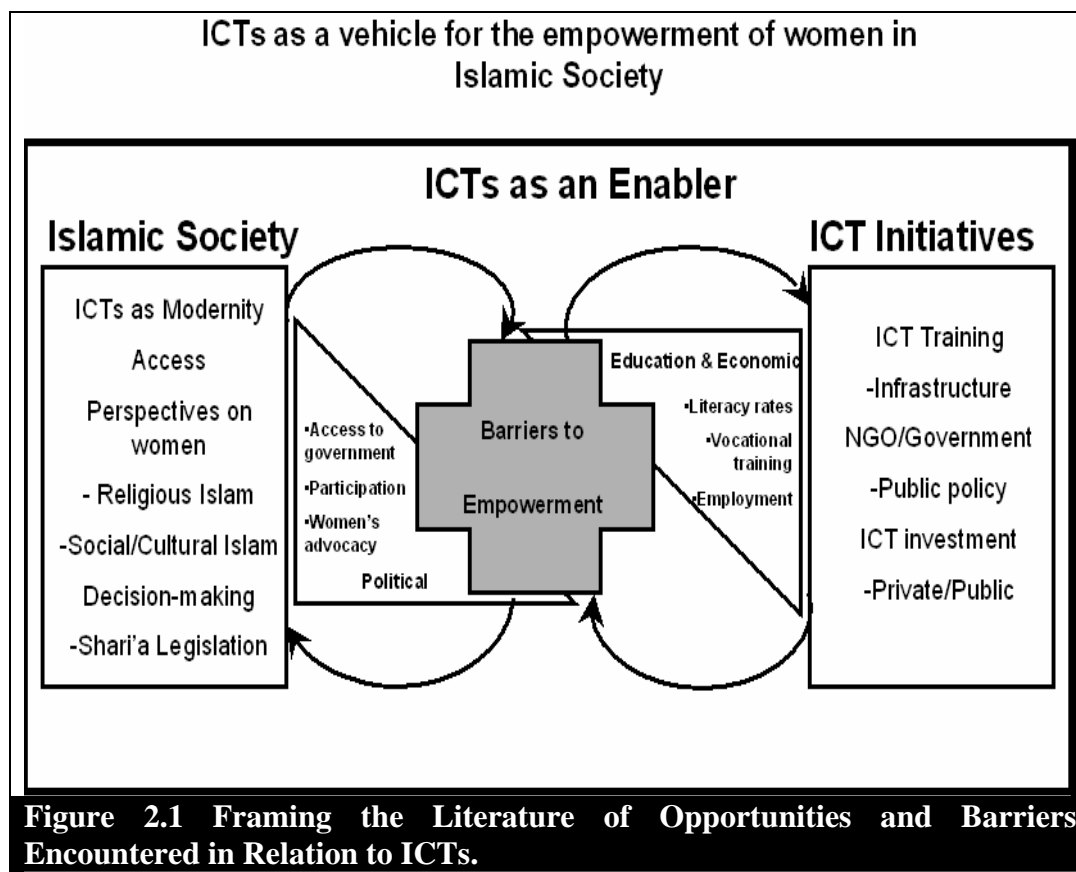 ICTs as a vehicle for the empowerment of women in
Islamic Society
ICTs as an Enabler
Islamic Society
ICTs as Modernity
Access
Perspectives on
women
- Religious Islam
-Social/Cultural Islam
Decision-making
-Shari'a Legislation
•Access to
government
•Participation
•Women's
advocacy
Political
Barriers to
Empowerment
Education & Economic
•Literacy rates
•Vocational
training
•Employment
ICT Initiatives
ICT Training
-Infrastructure
NGO/Government
-Public policy
ICT investment
-Private/Public
Figure 2.1 Framing the Literature of Opportunities and Barriers
Encountered in Relation to ICTs.